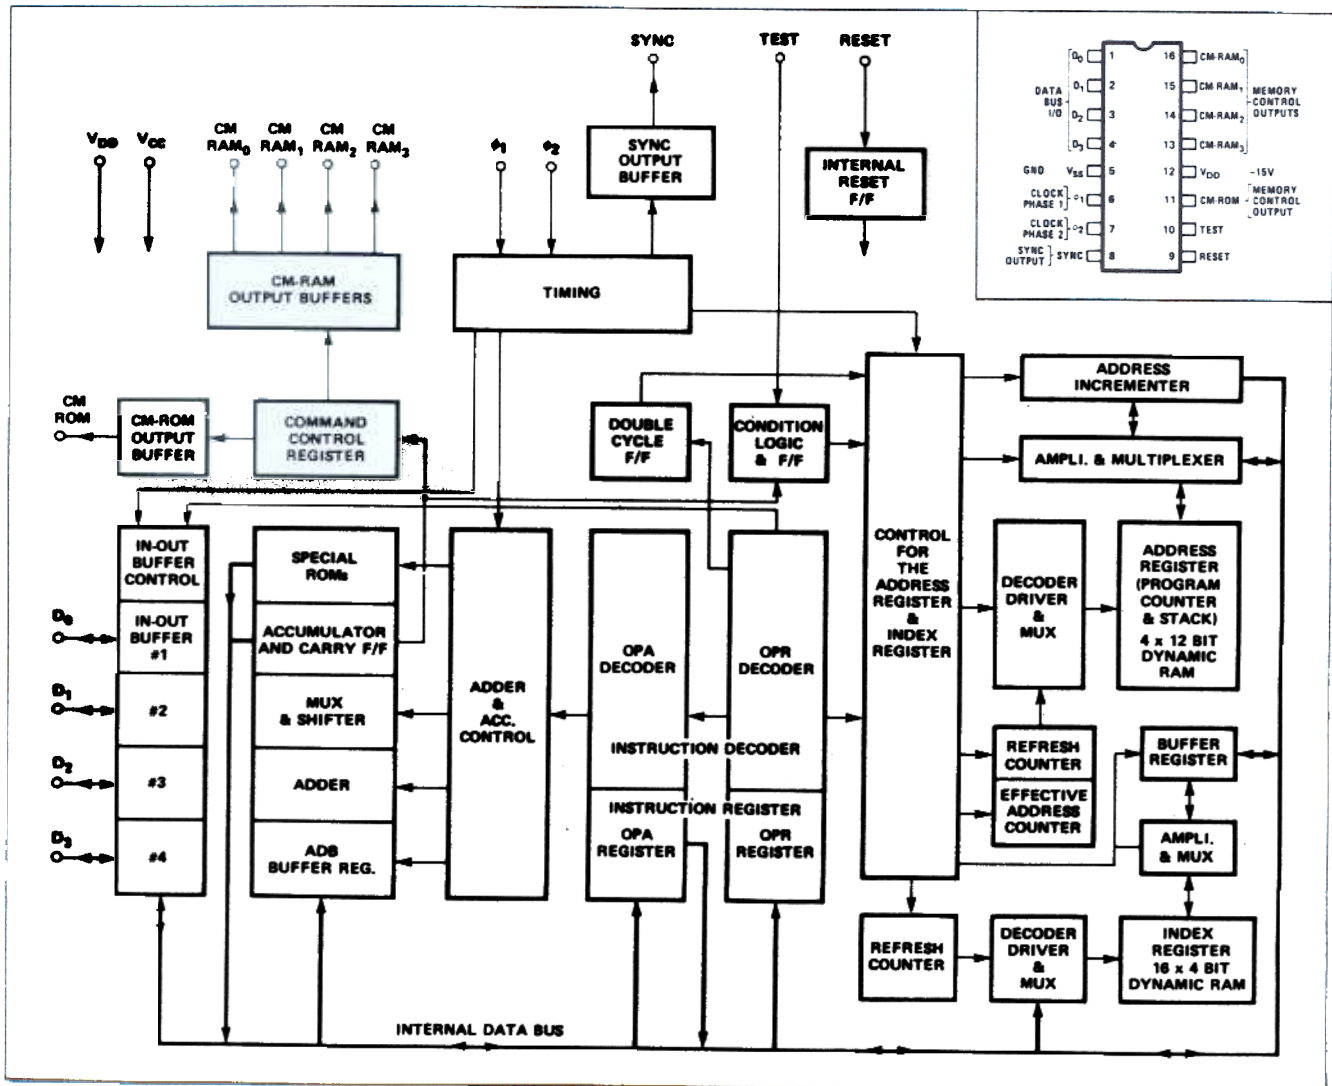 SYNC
TEST
RESET
V_DD
V_CC
CM RAM₀
CM RAM₁
CM RAM₂
CM RAM₃
ϕ₁
ϕ₂
SYNC
OUTPUT
BUFFER
INTERNAL
RESET
F/F
CM-RAM
OUTPUT BUFFERS
TIMING
D₀ 1 16 CM-RAM₀
D₁ 2 15 CM-RAM₁
D₂ 3 14 CM-RAM₂
D₃ 4 13 CM-RAM₃
DATA
BUS
I/O
MEMORY
CONTROL
OUTPUTS
GND V_SS 5 12 V_DD -15V
CLOCK
PHASE 1 ϕ₁ 6 11 CM-ROM
MEMORY
CONTROL
OUTPUT
CLOCK
PHASE 2 ϕ₂ 7 10 TEST
SYNC
OUTPUT SYNC 8 9 RESET
CM
ROM
CM-ROM
OUTPUT
BUFFER
COMMAND
CONTROL
REGISTER
DOUBLE
CYCLE
F/F
CONDITION
LOGIC
& F/F
ADDRESS
INCREMENTER
AMPLI. & MULTIPLEXER
IN-OUT
BUFFER
CONTROL
D₀
IN-OUT
BUFFER
#1
D₁
#2
D₂
#3
D₃
#4
SPECIAL
ROMs
ACCUMULATOR
AND CARRY F/F
MUX
& SHIFTER
ADDER
ADB
BUFFER REG.
ADDER
&
ACC.
CONTROL
OPA
DECODER
OPR
DECODER
INSTRUCTION DECODER
INSTRUCTION REGISTER
OPA
REGISTER
OPR
REGISTER
CONTROL
FOR
THE
ADDRESS
REGISTER
&
INDEX
REGISTER
DECODER
DRIVER
&
MUX
ADDRESS
REGISTER
(PROGRAM
COUNTER
& STACK)
4 x 12 BIT
DYNAMIC
RAM
REFRESH
COUNTER
EFFECTIVE
ADDRESS
COUNTER
BUFFER
REGISTER
AMPLI.
& MUX
REFRESH
COUNTER
DECODER
DRIVER
&
MUX
INDEX
REGISTER
16 x 4 BIT
DYNAMIC RAM
INTERNAL DATA BUS